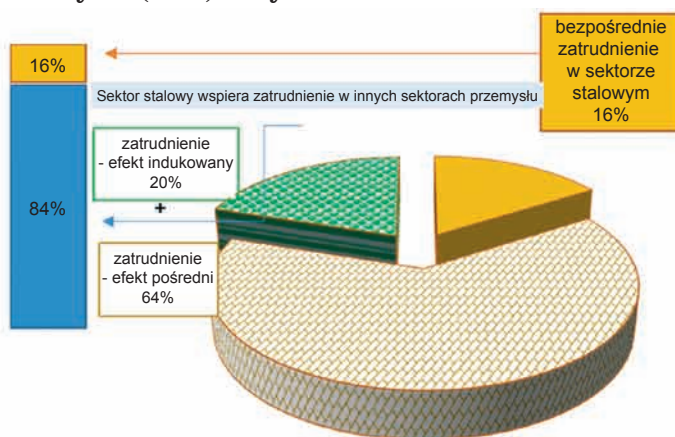 bezpośrednie
zatrudnienie
w sektorze
stalowym
16%
16%
Sektor stalowy wspiera zatrudnienie w innych sektorach przemysłu
zatrudnienie
- efekt indukowany
20%
+
84%
zatrudnienie
- efekt pośredni
64%